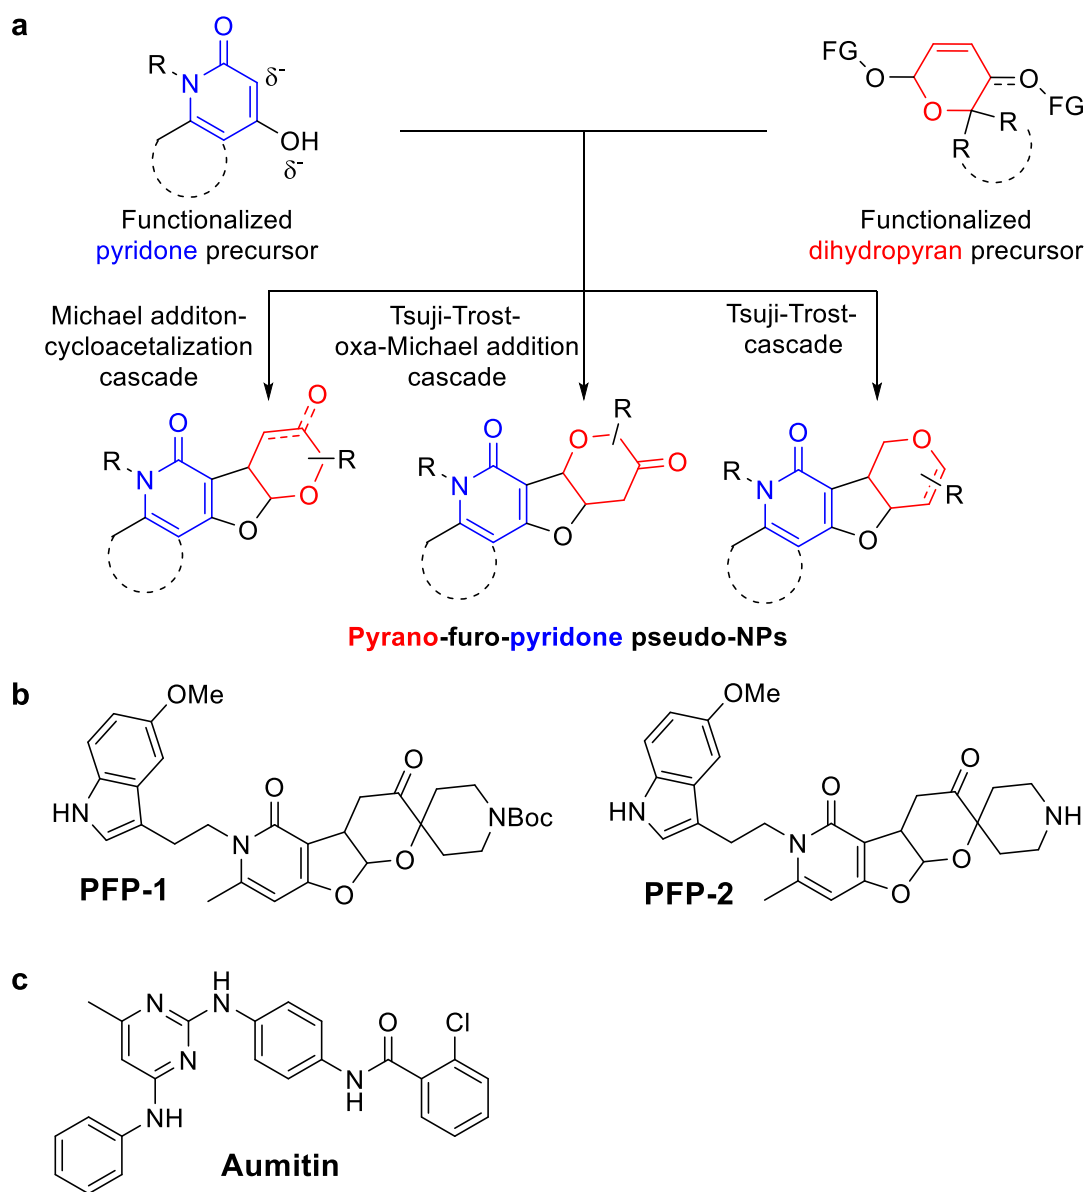 a
O
R
N
δ-
OH
δ-
Functionalized
pyridone precursor
FG
O
O
R
R
O
FG
Functionalized
dihydropyran precursor
Michael additon-
cycloacetalization
cascade
Tsuji-Trost-
oxa-Michael addition
cascade
Tsuji-Trost-
cascade
O
O
R
N
R
O
O
O
R
O
R
N
O
O
O
O
R
N
R
O
Pyrano-furo-pyridone pseudo-NPs
b
OMe
HN
O
O
NBoc
N
O
O
PFP-1
OMe
HN
O
O
NH
N
O
O
PFP-2
c
N
H
N
N
O
Cl
N
H
NH
Aumitin